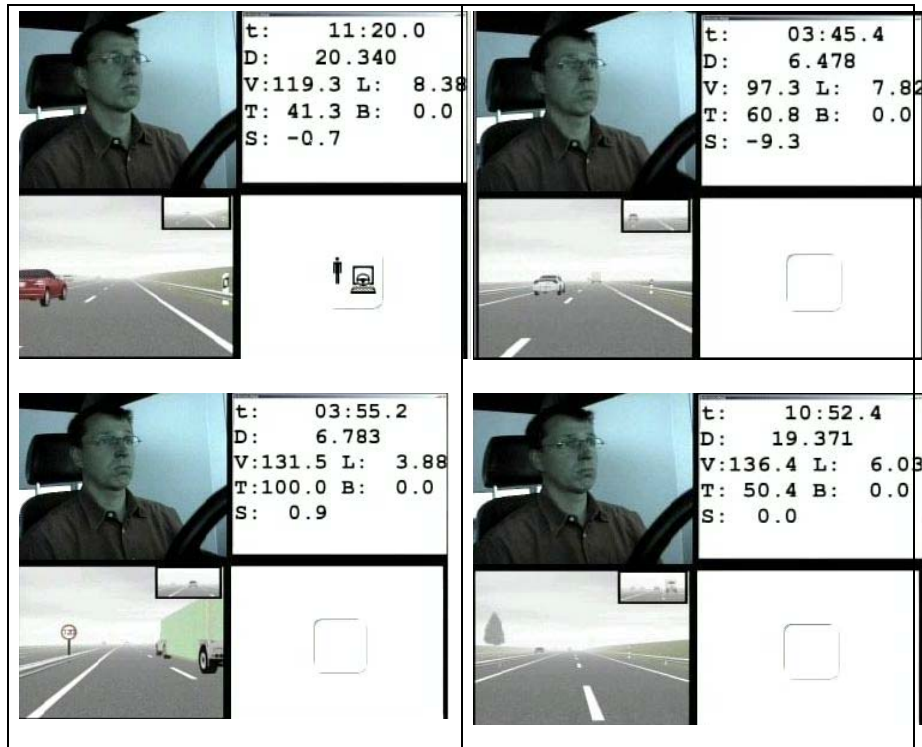 t: 11:20.0
D: 20.340
V:119.3 L: 8.38
T: 41.3 B: 0.0
S: -0.7
t: 03:45.4
D: 6.478
V: 97.3 L: 7.82
T: 60.8 B: 0.0
S: -9.3
t: 03:55.2
D: 6.783
V:131.5 L: 3.88
T:100.0 B: 0.0
S: 0.9
t: 10:52.4
D: 19.371
V:136.4 L: 6.03
T: 50.4 B: 0.0
S: 0.0